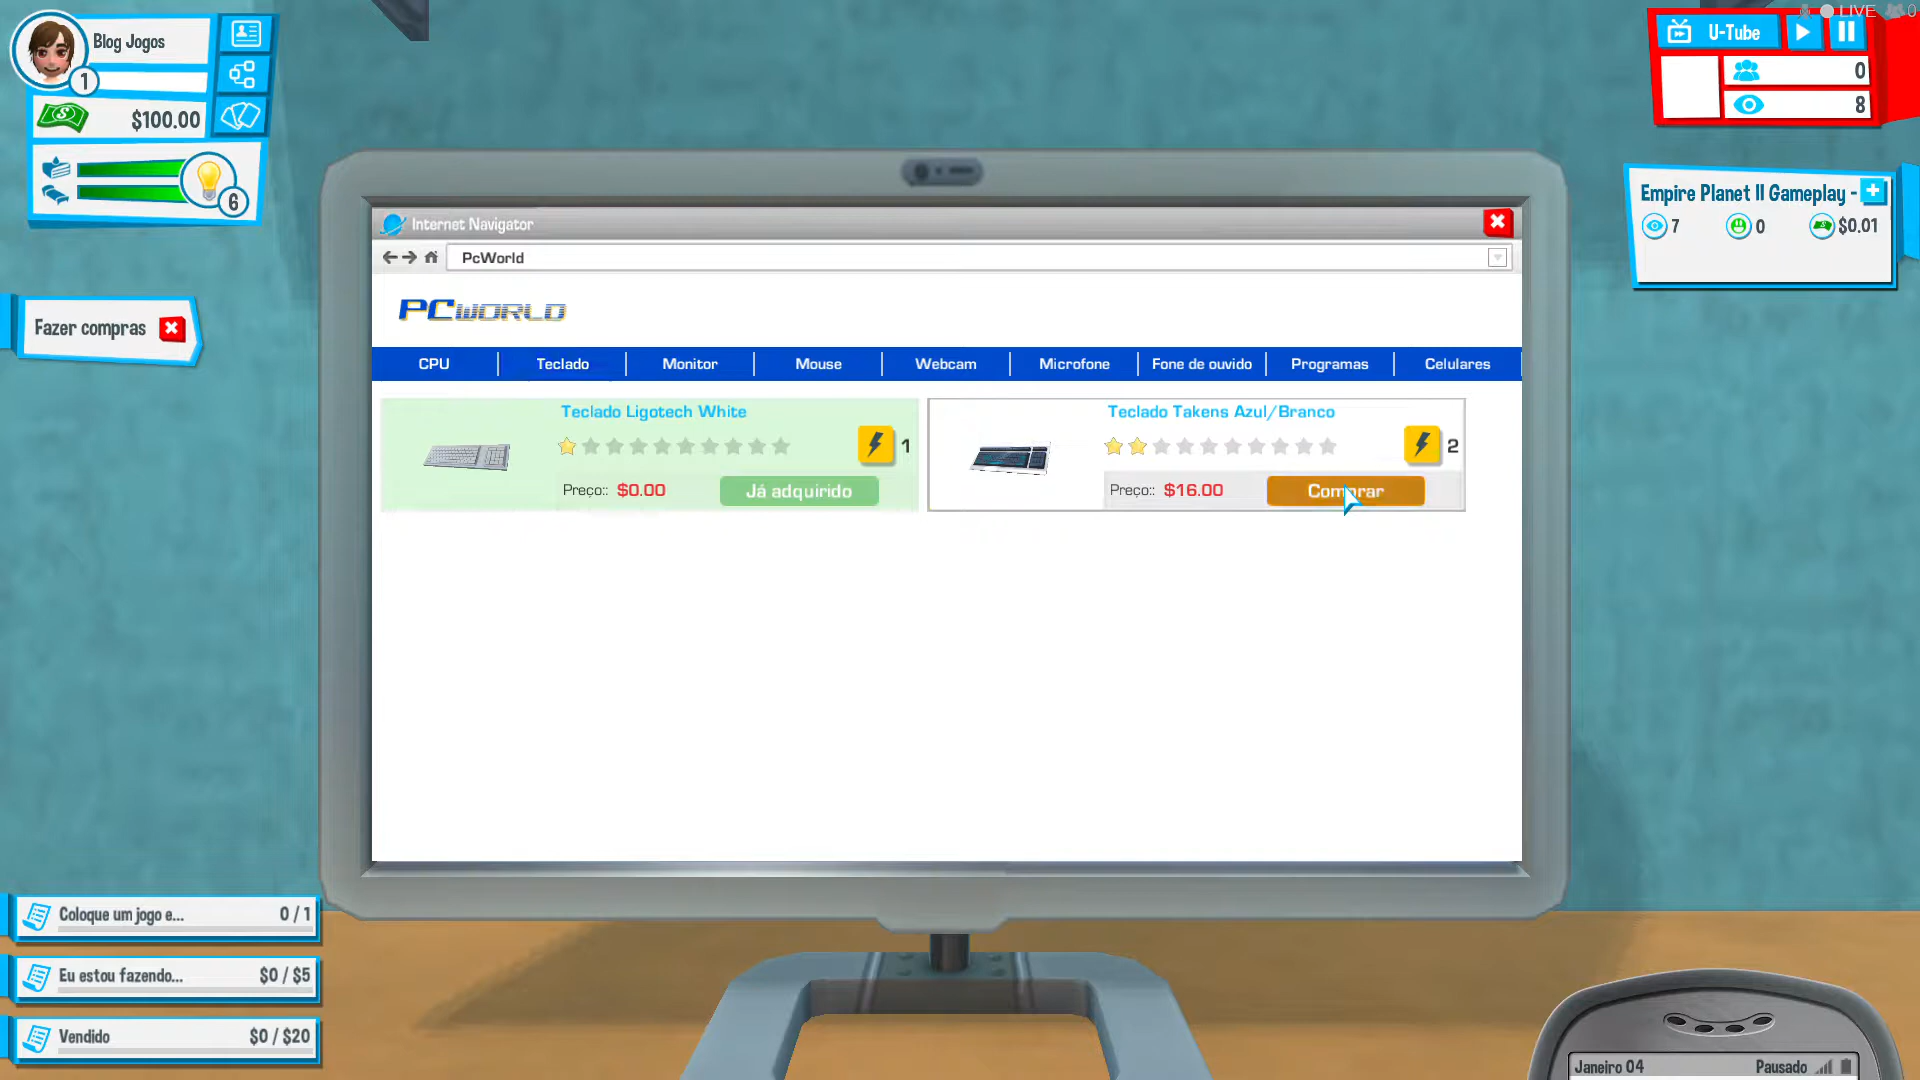 Blog Jogos
1
$100.00
6
LIVE 0
U-Tube
0
8
Empire Planet II Gameplay -
7
0
$0.01
Fazer compras
Internet Navigator
PcWorld
PCWORLD
CPU
Teclado
Monitor
Mouse
Webcam
Microfone
Fone de ouvido
Programas
Celulares
Teclado Ligotech White
1
Preço:: $0.00
Já adquirido
Teclado Takens Azul/Branco
2
Preço:: $16.00
Comprar
Coloque um jogo e... 0 / 1
Eu estou fazendo... $0 / $5
Vendido $0 / $20
Janeiro 04 Pausado